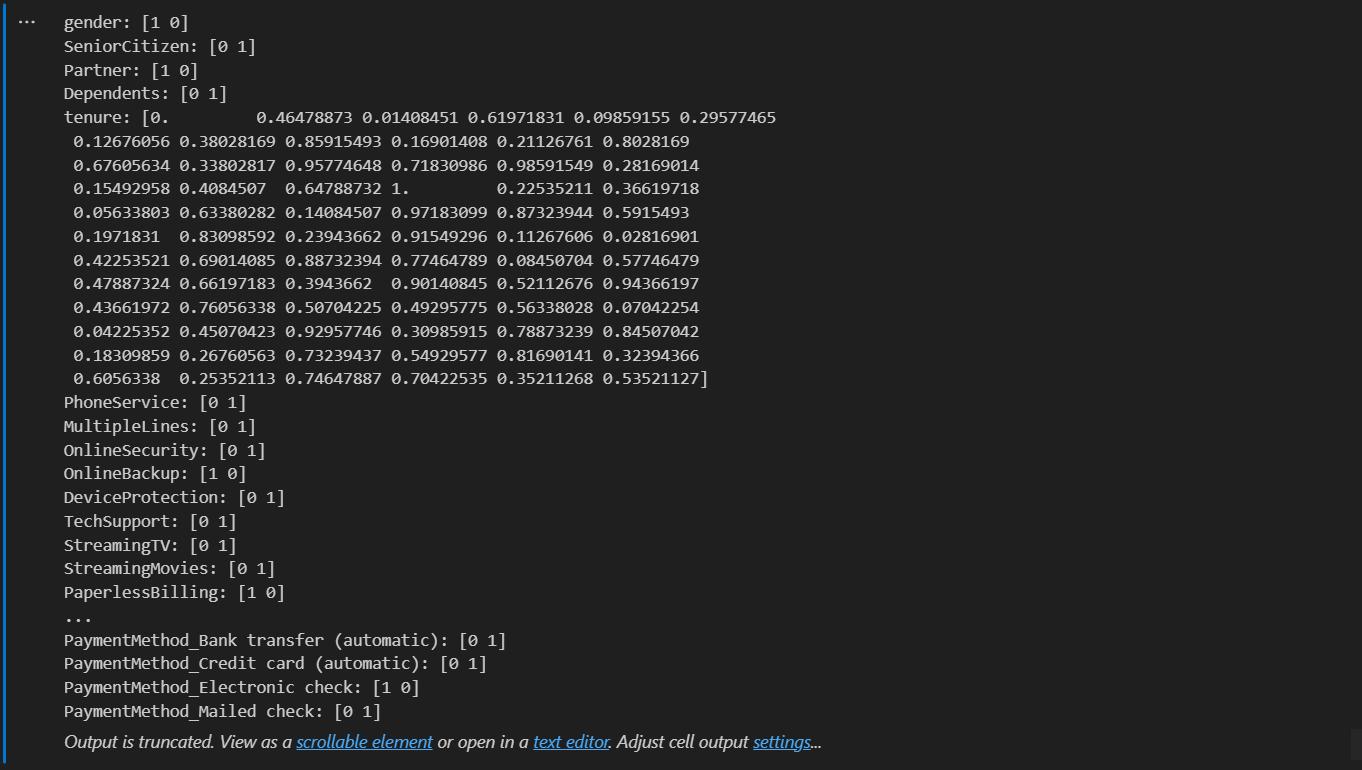 ...
gender: [1 0]
SeniorCitizen: [0 1]
Partner: [1 0]
Dependents: [0 1]
tenure: [0.         0.46478873 0.01408451 0.61971831 0.09859155 0.29577465
 0.12676056 0.38028169 0.85915493 0.16901408 0.21126761 0.8028169
 0.67605634 0.33802817 0.95774648 0.71830986 0.98591549 0.28169014
 0.15492958 0.4084507  0.64788732 1.         0.22535211 0.36619718
 0.05633803 0.63380282 0.14084507 0.97183099 0.87323944 0.5915493
 0.1971831  0.83098592 0.23943662 0.91549296 0.11267606 0.02816901
 0.42253521 0.69014085 0.88732394 0.77464789 0.08450704 0.57746479
 0.47887324 0.66197183 0.3943662  0.90140845 0.52112676 0.94366197
 0.43661972 0.76056338 0.50704225 0.49295775 0.56338028 0.07042254
 0.04225352 0.45070423 0.92957746 0.30985915 0.78873239 0.84507042
 0.18309859 0.26760563 0.73239437 0.54929577 0.81690141 0.32394366
 0.6056338  0.25352113 0.74647887 0.70422535 0.35211268 0.53521127]
PhoneService: [0 1]
MultipleLines: [0 1]
OnlineSecurity: [0 1]
OnlineBackup: [1 0]
DeviceProtection: [0 1]
TechSupport: [0 1]
StreamingTV: [0 1]
StreamingMovies: [0 1]
PaperlessBilling: [1 0]
...
PaymentMethod_Bank transfer (automatic): [0 1]
PaymentMethod_Credit card (automatic): [0 1]
PaymentMethod_Electronic check: [1 0]
PaymentMethod_Mailed check: [0 1]
Output is truncated. View as a scrollable element or open in a text editor. Adjust cell output settings...